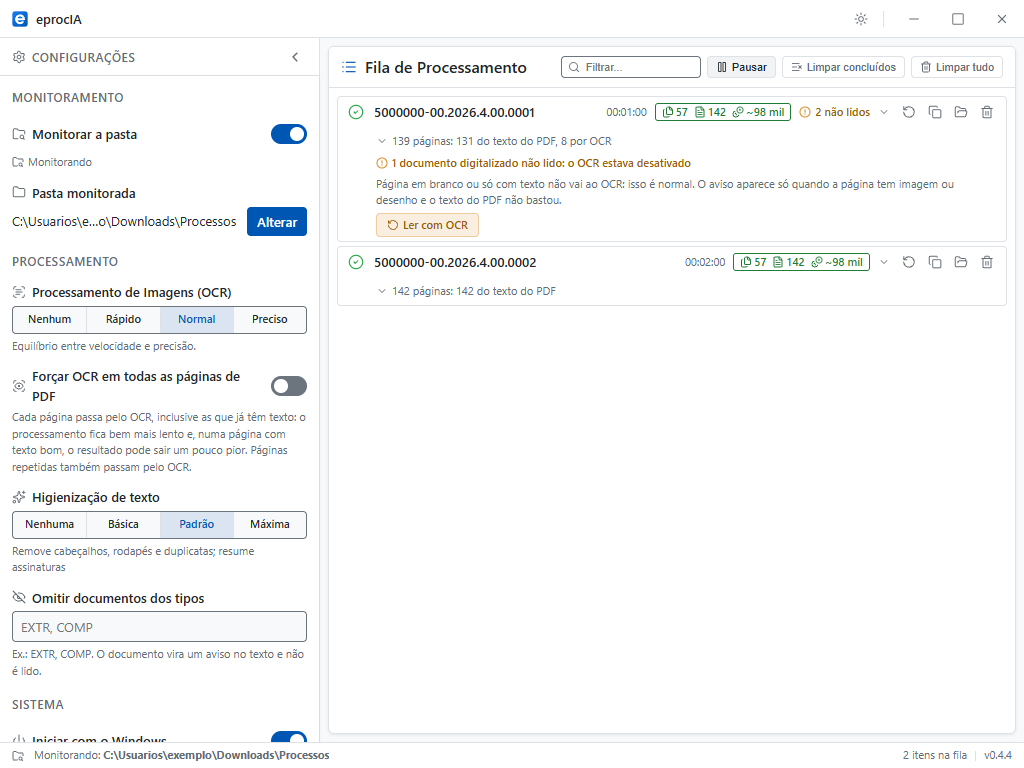 eprocIA
CONFIGURAÇÕES
MONITORAMENTO
Monitorar a pasta
Monitorando
Pasta monitorada
C:\Usuarios\e...o\Downloads\Processos
Alterar
PROCESSAMENTO
Processamento de Imagens (OCR)
Nenhum Rápido Normal Preciso
Equilíbrio entre velocidade e precisão.
Forçar OCR em todas as páginas de
PDF
Cada página passa pelo OCR, inclusive as que já têm texto: o
processamento fica bem mais lento e, numa página com
texto bom, o resultado pode sair um pouco pior. Páginas
repetidas também passam pelo OCR.
Higienização de texto
Nenhuma Básica Padrão Máxima
Remove cabeçalhos, rodapés e duplicatas; resume
assinaturas
Omitir documentos dos tipos
EXTR, COMP
Ex.: EXTR, COMP. O documento vira um aviso no texto e não
é lido.
SISTEMA
Iniciar com o Windows
Fila de Processamento
Filtrar...
Pausar
Limpar concluídos
Limpar tudo
5000000-00.2026.4.00.0001 00:01:00 57 142 ~98 mil 2 não lidos
139 páginas: 131 do texto do PDF, 8 por OCR
1 documento digitalizado não lido: o OCR estava desativado
Página em branco ou só com texto não vai ao OCR: isso é normal. O aviso aparece só quando a página tem imagem ou
desenho e o texto do PDF não bastou.
Ler com OCR
5000000-00.2026.4.00.0002 00:02:00 57 142 ~98 mil
142 páginas: 142 do texto do PDF
Monitorando: C:\Usuarios\exemplo\Downloads\Processos
2 itens na fila v0.4.4